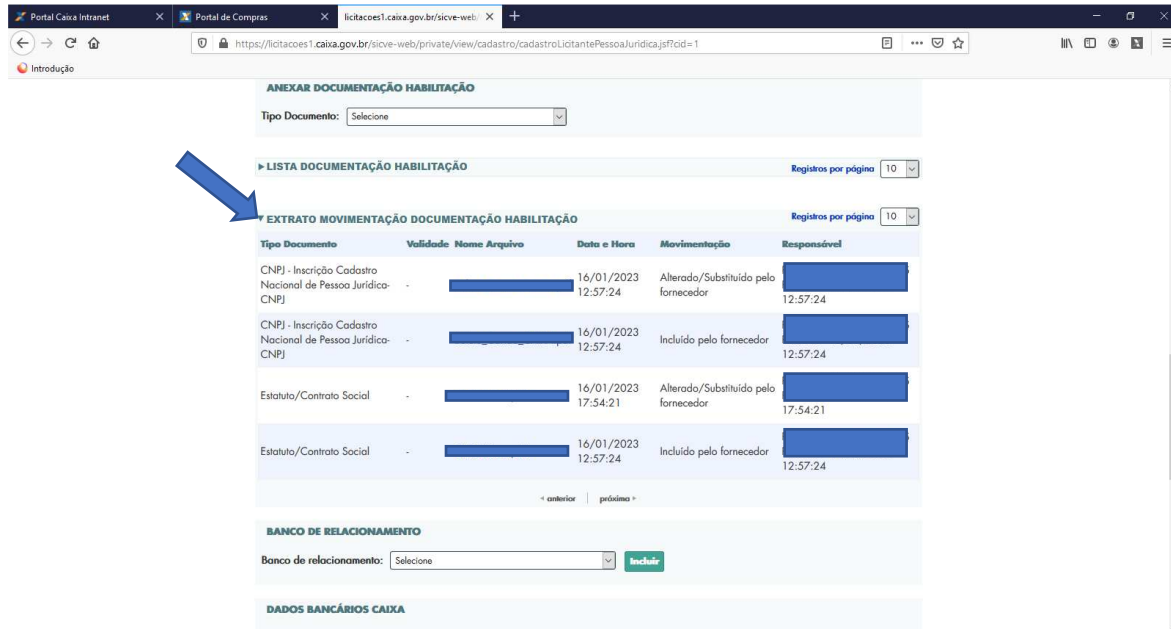 Portal Caixa Intranet
Portal de Compras
licitacoes1.caixa.gov.br/sicve-web/
https://licitacoes1.caixa.gov.br/sicve-web/private/view/cadastro/cadastroLicitantePessoaJuridica.jsf?cid=1
Introdução
ANEXAR DOCUMENTAÇÃO HABILITAÇÃO
Tipo Documento: Selecione
LISTA DOCUMENTAÇÃO HABILITAÇÃO Registros por página 10
EXTRATO MOVIMENTAÇÃO DOCUMENTAÇÃO HABILITAÇÃO Registros por página 10
Tipo Documento Validade Nome Arquivo Data e Hora Movimentação Responsável
CNPJ - Inscrição Cadastro
Nacional de Pessoa Jurídica-
CNPJ
-
16/01/2023
12:57:24
Alterado/Substituído pelo
fornecedor
12:57:24
CNPJ - Inscrição Cadastro
Nacional de Pessoa Jurídica-
CNPJ
-
16/01/2023
12:57:24
Incluído pelo fornecedor
12:57:24
Estatuto/Contrato Social
-
16/01/2023
17:54:21
Alterado/Substituído pelo
fornecedor
17:54:21
Estatuto/Contrato Social
-
16/01/2023
12:57:24
Incluído pelo fornecedor
12:57:24
anterior próxima
BANCO DE RELACIONAMENTO
Banco de relacionamento: Selecione Incluir
DADOS BANCÁRIOS CAIXA